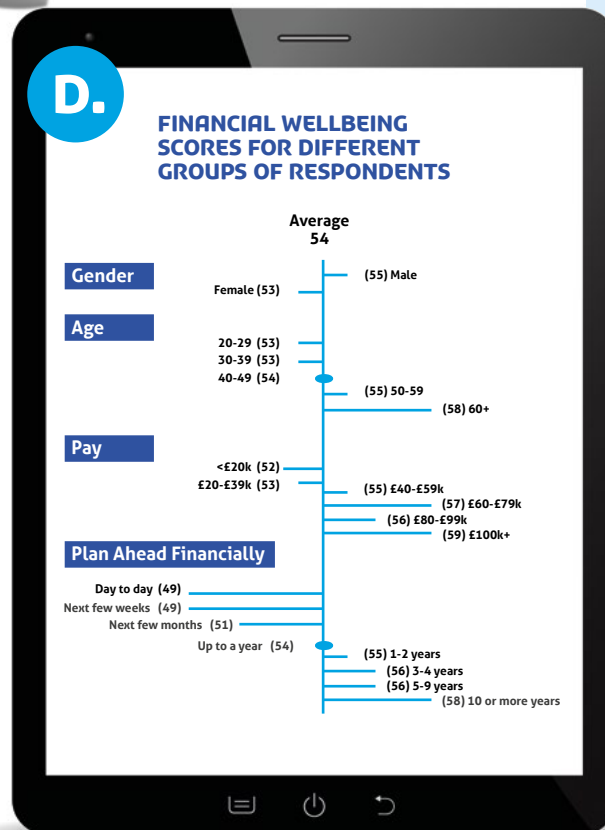 D.
FINANCIAL WELLBEING
SCORES FOR DIFFERENT
GROUPS OF RESPONDENTS
Average
54
Gender
(55) Male
Female (53)
Age
20-29 (53)
30-39 (53)
40-49 (54)
(55) 50-59
(58) 60+
Pay
<£20k (52)
£20-£39k (53)
(55) £40-£59k
(57) £60-£79k
(56) £80-£99k
(59) £100k+
Plan Ahead Financially
Day to day (49)
Next few weeks (49)
Next few months (51)
Up to a year (54)
(55) 1-2 years
(56) 3-4 years
(56) 5-9 years
(58) 10 or more years